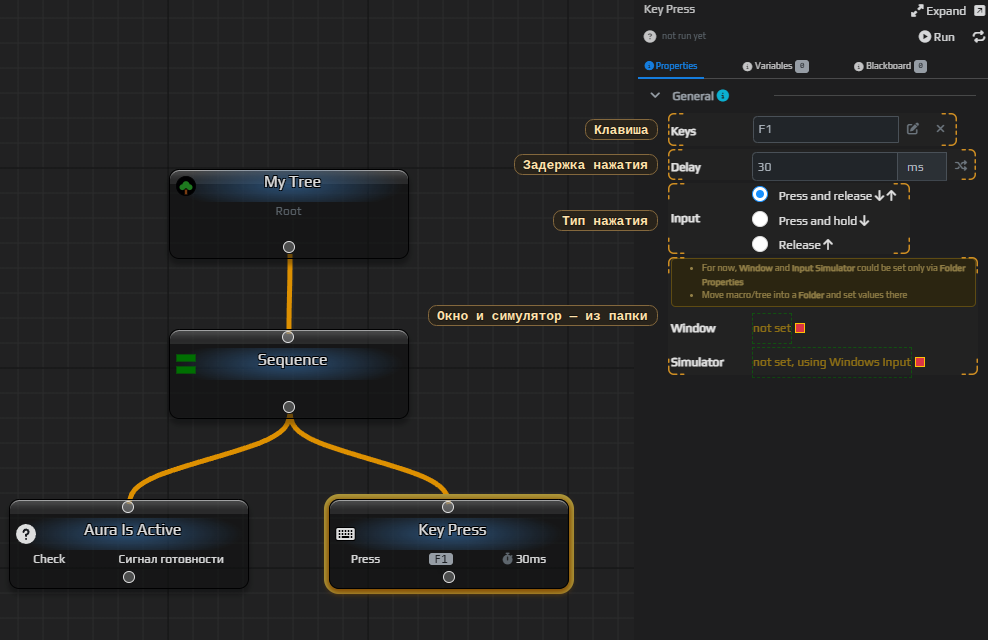 Key Press
Expand
not run yet
Run
Properties
Variables 0
Blackboard 0
General
Клавиша
Keys
F1
Задержка нажатия
Delay
30
ms
Тип нажатия
Input
Press and release
Press and hold
Release
For now, Window and Input Simulator could be set only via Folder
Properties
Move macro/tree into a Folder and set values there
Окно и симулятор — из папки
Window
not set
Simulator
not set, using Windows Input
My Tree
Root
Sequence
Aura Is Active
Check
Сигнал готовности
Key Press
Press
F1
30ms